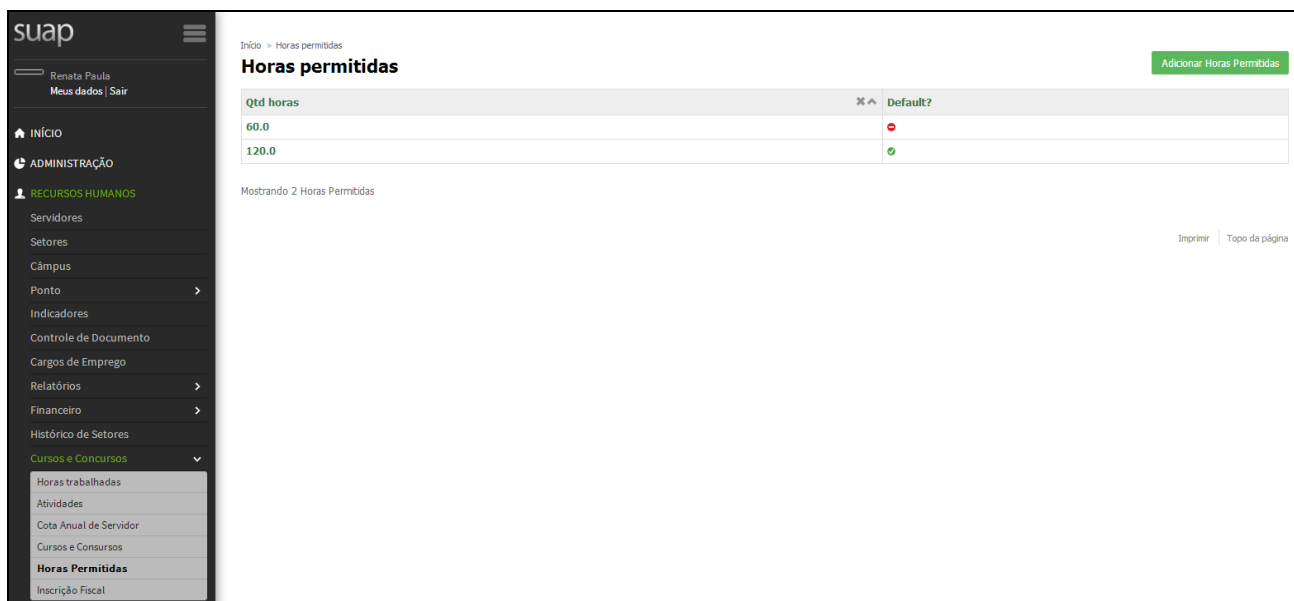 suap
Renata Paula
Meus dados | Sair
INÍCIO
ADMINISTRAÇÃO
RECURSOS HUMANOS
Servidores
Setores
Câmpus
Ponto
Indicadores
Controle de Documento
Cargos de Emprego
Relatórios
Financeiro
Histórico de Setores
Cursos e Concursos
Horas trabalhadas
Atividades
Cota Anual de Servidor
Cursos e Consursos
Horas Permitidas
Inscrição Fiscal
Início » Horas permitidas
Horas permitidas
Adicionar Horas Permitidas
Qtd horas Default?
60.0
120.0
Mostrando 2 Horas Permitidas
Imprimir | Topo da página